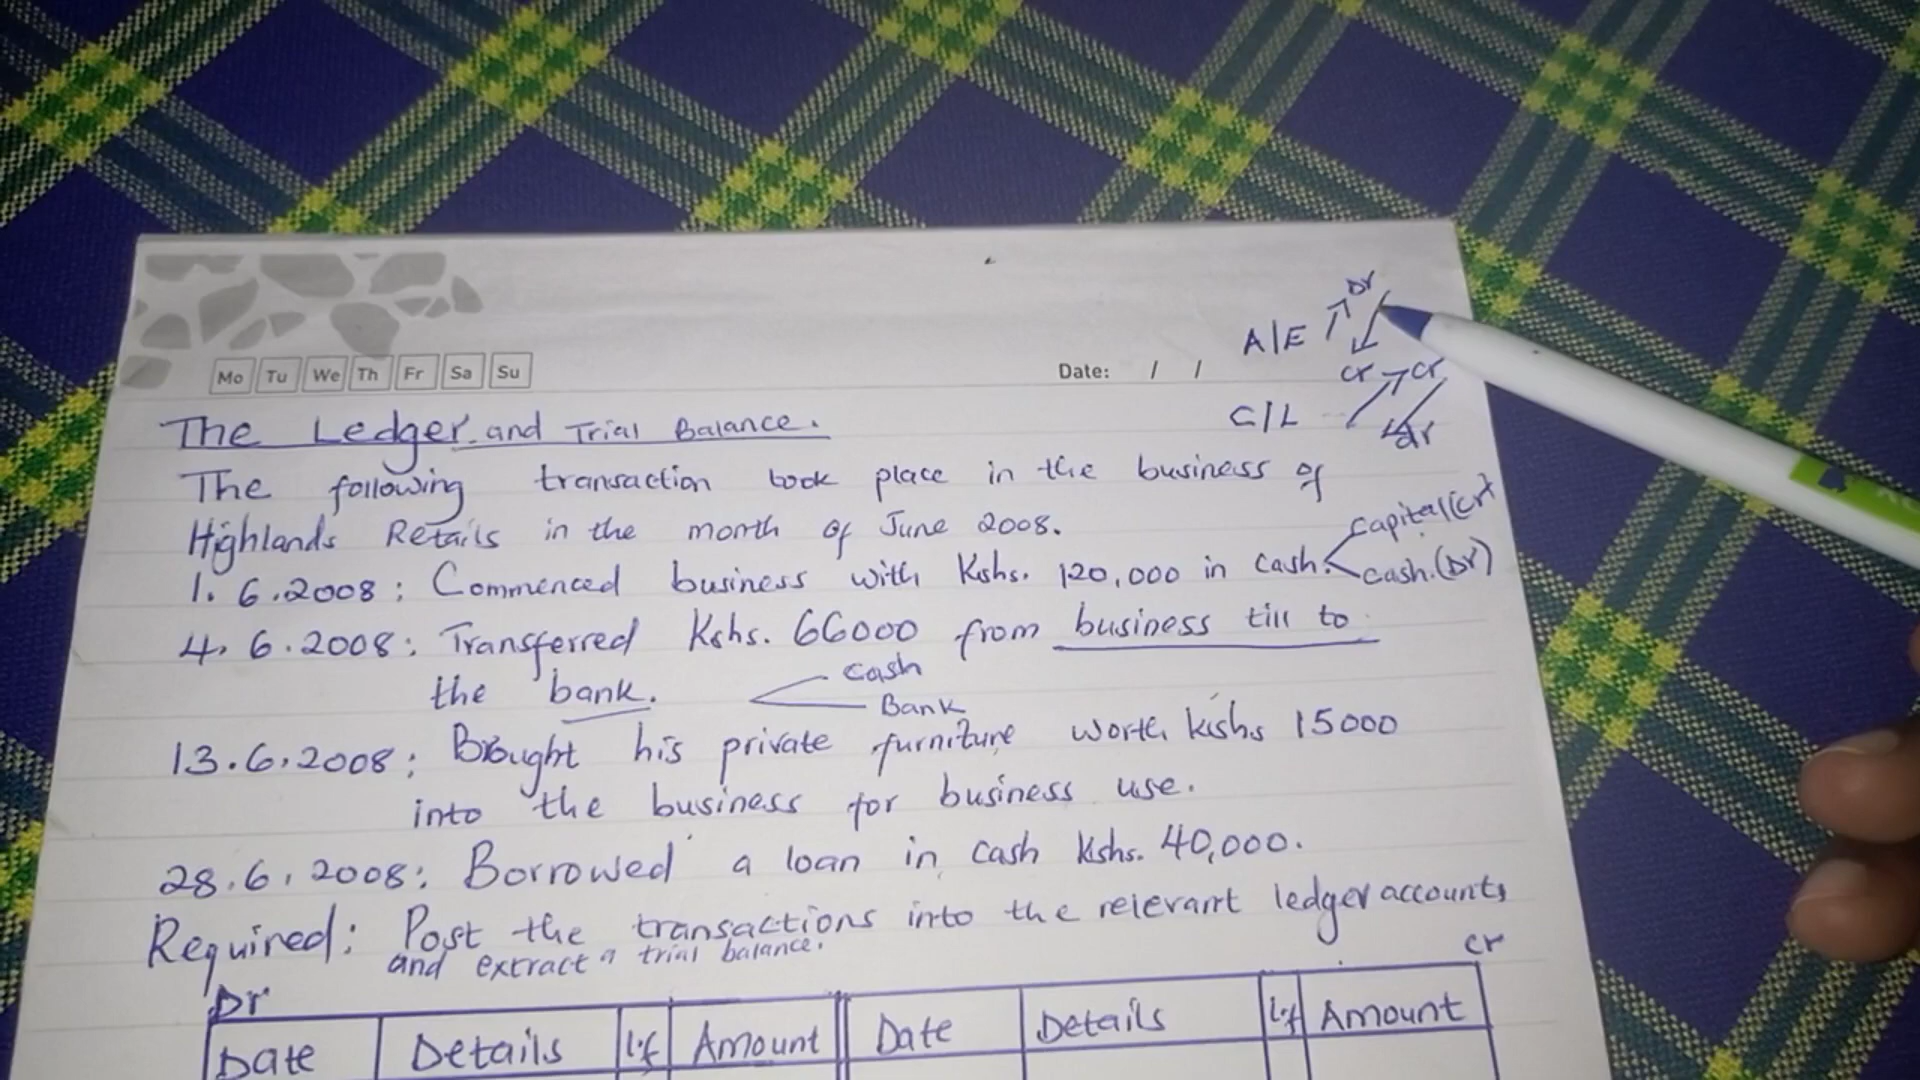 Dr
A/E
cr cr
C/L
dr
Mo Tu We Th Fr Sa Su
Date: / /
The Ledger and Trial Balance.
The following transaction took place in the business of
Highlands Retails in the month of June 2008.
1. 6.2008: Commenced business with Kshs. 120,000 in cash.
Capital(Cr)
Cash.(Dr)
4. 6.2008: Transferred Kshs. 66000 from business till to
the bank.
Cash
Bank
13.6.2008: Brought his private furniture worth kshs 15000
into the business for business use.
28.6.2008: Borrowed a loan in cash kshs. 40,000.
Required: Post the transactions into the relevant ledger accounts
and extract a trial balance.
Dr cr
Date Details l.f Amount Date Details l.f Amount